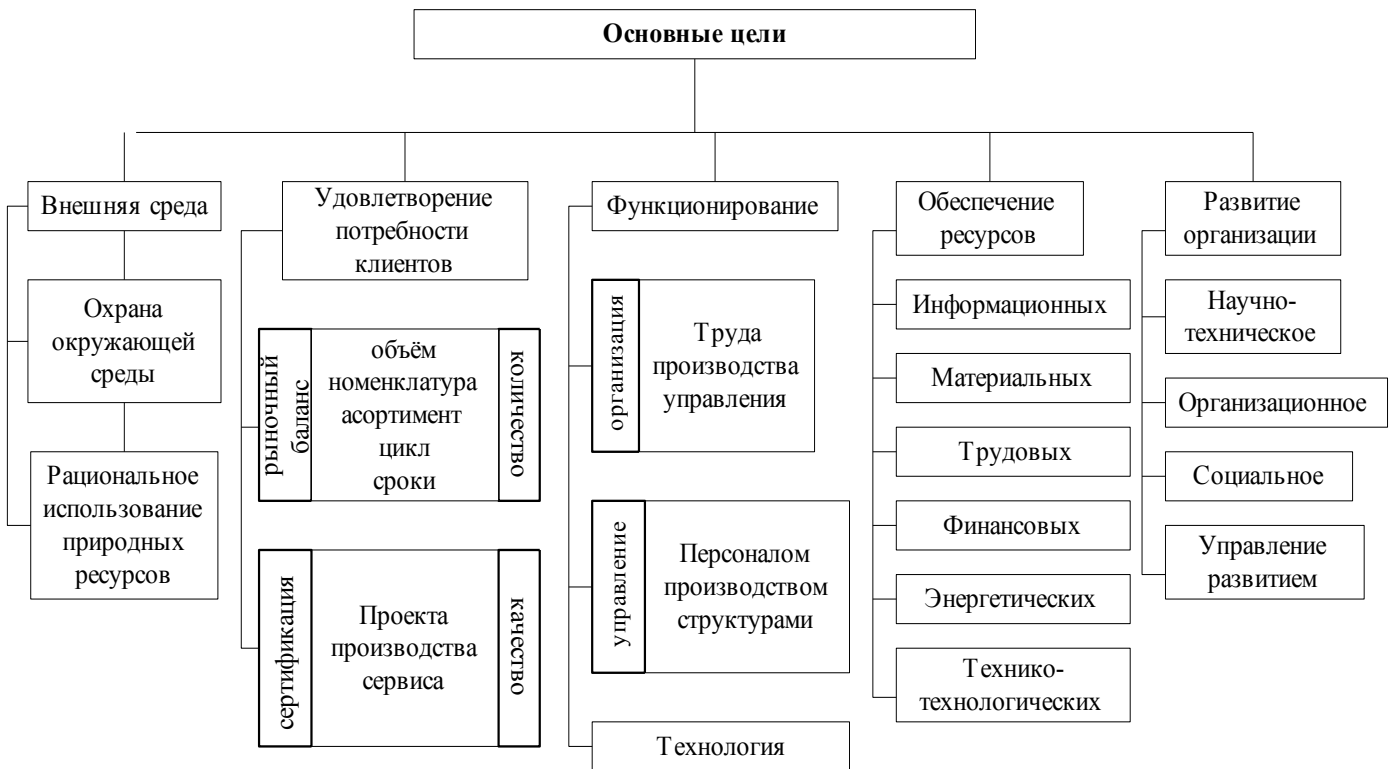 Основные цели
Внешняя среда
Охрана
окружающей
среды
Рациональное
использование
природных
ресурсов
Удовлетворение
потребности
клиентов
рыночный
баланс
объём
номенклатура
асортимент
цикл
сроки
количество
сертификация
Проекта
производства
сервиса
качество
Функционирование
организация
Труда
производства
управления
управление
Персоналом
производством
структурами
Технология
Обеспечение
ресурсов
Информационных
Материальных
Трудовых
Финансовых
Энергетических
Технико-
технологических
Развитие
организации
Научно-
техническое
Организационное
Социальное
Управление
развитием